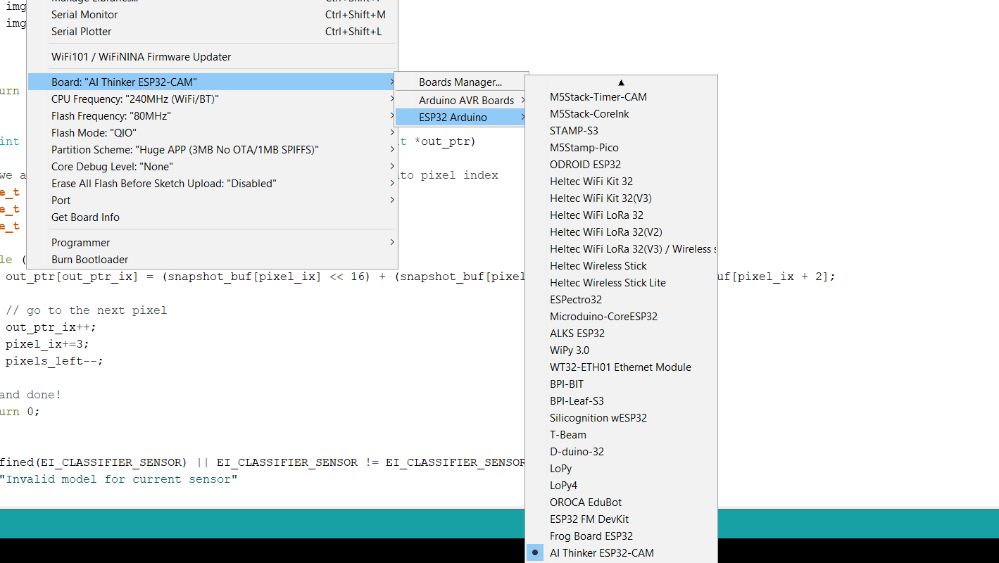 img
img
Serial Monitor Ctrl+Shift+M
Serial Plotter Ctrl+Shift+L
WiFi101 / WiFiNINA Firmware Updater
Board: "AI Thinker ESP32-CAM"
CPU Frequency: "240MHz (WiFi/BT)"
Flash Frequency: "80MHz"
Flash Mode: "QIO"
Partition Scheme: "Huge APP (3MB No OTA/1MB SPIFFS)"
Core Debug Level: "None"
Erase All Flash Before Sketch Upload: "Disabled"
Port
Get Board Info
Programmer
Burn Bootloader
Boards Manager...
Arduino AVR Boards
ESP32 Arduino
M5Stack-Timer-CAM
M5Stack-CoreInk
STAMP-S3
M5Stamp-Pico
ODROID ESP32
Heltec WiFi Kit 32
Heltec WiFi Kit 32(V3)
Heltec WiFi LoRa 32
Heltec WiFi LoRa 32(V2)
Heltec WiFi LoRa 32(V3) / Wireless s
Heltec Wireless Stick
Heltec Wireless Stick Lite
ESPectro32
Microduino-CoreESP32
ALKS ESP32
WiPy 3.0
WT32-ETH01 Ethernet Module
BPI-BIT
BPI-Leaf-S3
Silicognition wESP32
T-Beam
D-duino-32
LoPy
LoPy4
OROCA EduBot
ESP32 FM DevKit
Frog Board ESP32
AI Thinker ESP32-CAM
urn
int t *out_ptr)
we a to pixel index
e_t
e_t
e_t
le (
out_ptr[out_ptr_ix] = (snapshot_buf[pixel_ix] << 16) + (snapshot_buf[pixel uf[pixel_ix + 2];
// go to the next pixel
out_ptr_ix++;
pixel_ix+=3;
pixels_left--;
and done!
urn 0;
fined(EI_CLASSIFIER_SENSOR) || EI_CLASSIFIER_SENSOR != EI_CLASSIFIER_SENSOR
"Invalid model for current sensor"